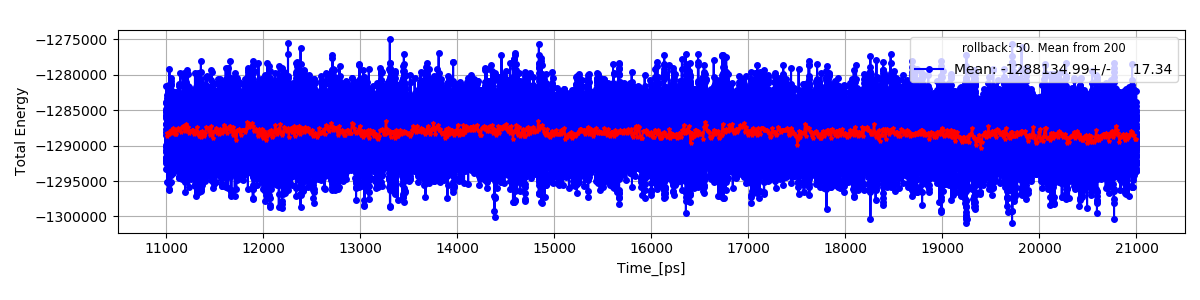 −1275000
−1280000
−1285000
−1290000
−1295000
−1300000
Total Energy
rollback: 50. Mean from 200
Mean: -1288134.99+/-     17.34
11000 12000 13000 14000 15000 16000 17000 18000 19000 20000 21000
Time_[ps]